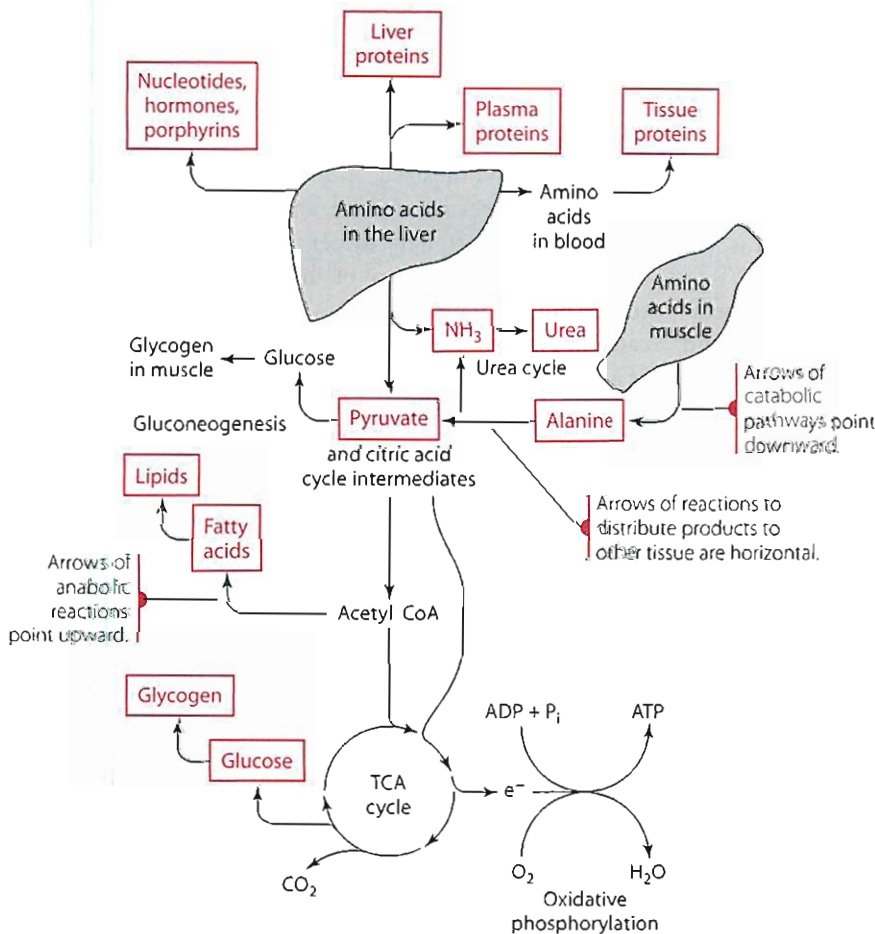 Liver
proteins
Nucleotides,
hormones,
porphyrins
Plasma
proteins
Tissue
proteins
Amino acids
in the liver
Amino
acids
in blood
Amino
acids in
muscle
NH₃
Urea
Urea cycle
Glycogen
in muscle
Glucose
Gluconeogenesis
Pyruvate
Alanine
and citric acid
cycle intermediates
Arrows of
catabolic
pathways point
downward.
Lipids
Fatty
acids
Arrows of reactions to
distribute products to
other tissue are horizontal.
Arrows of
anabolic
reactions
point upward.
Acetyl CoA
Glycogen
Glucose
TCA
cycle
CO₂
ADP + Pᵢ
ATP
e⁻
O₂
H₂O
Oxidative
phosphorylation